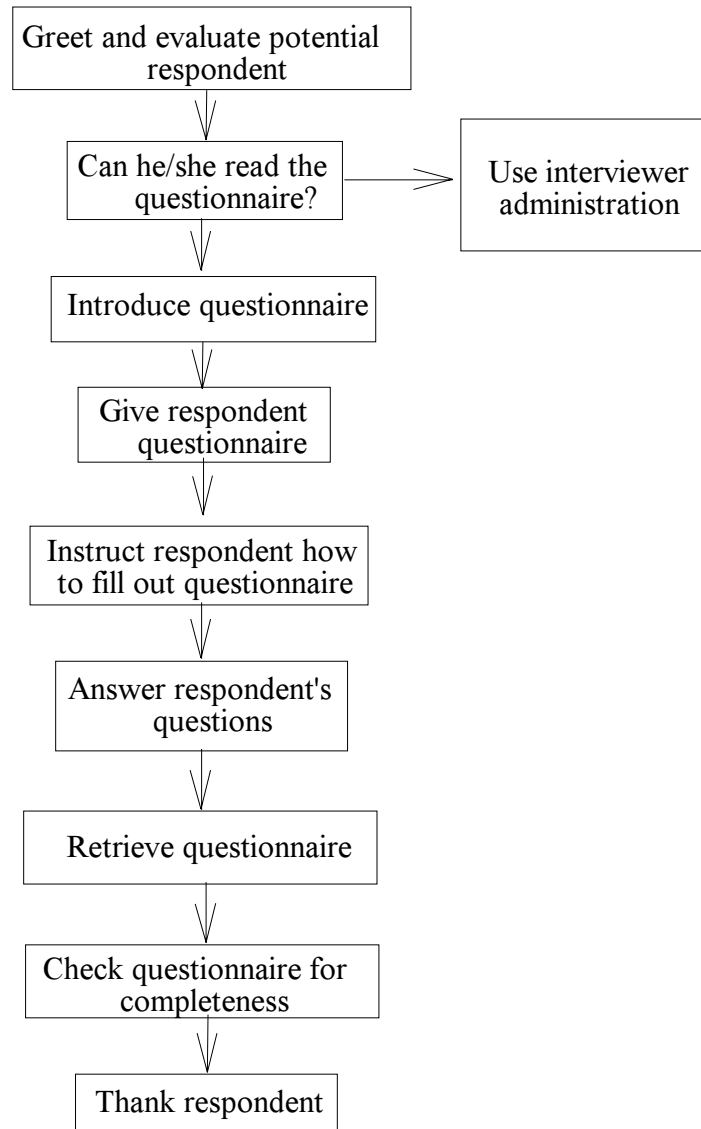 Greet and evaluate potential
respondent
Can he/she read the
questionnaire?
Use interviewer
administration
Introduce questionnaire
Give respondent
questionnaire
Instruct respondent how
to fill out questionnaire
Answer respondent's
questions
Retrieve questionnaire
Check questionnaire for
completeness
Thank respondent